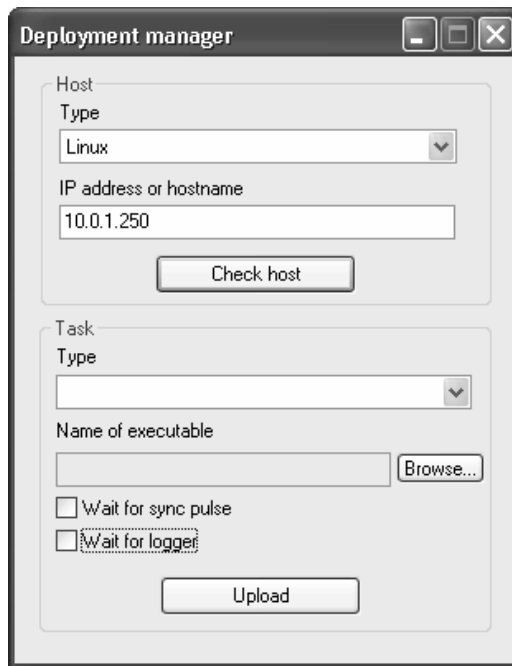 Deployment manager
Host
Type
Linux
IP address or hostname
10.0.1.250
Check host
Task
Type
Name of executable
Browse...
Wait for sync pulse
Wait for logger
Upload